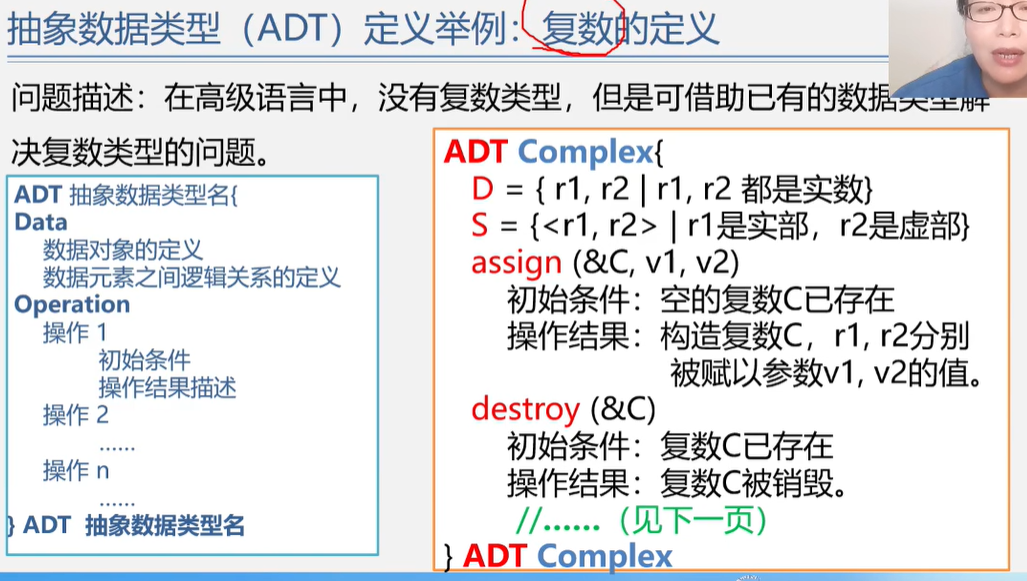 抽象数据类型（ADT）定义举例：复数的定义
问题描述：在高级语言中，没有复数类型，但是可借助已有的数据类型解
决复数类型的问题。
ADT 抽象数据类型名{
Data
数据对象的定义
数据元素之间逻辑关系的定义
Operation
操作 1
初始条件
操作结果描述
操作 2
……
操作 n
……
} ADT 抽象数据类型名
ADT Complex{
D = { r1, r2 | r1, r2 都是实数}
S = {<r1, r2> | r1是实部，r2是虚部}
assign (&C, v1, v2)
初始条件：空的复数C已存在
操作结果：构造复数C，r1, r2分别
被赋以参数v1, v2的值。
destroy (&C)
初始条件：复数C已存在
操作结果：复数C被销毁。
//……（见下一页）
} ADT Complex